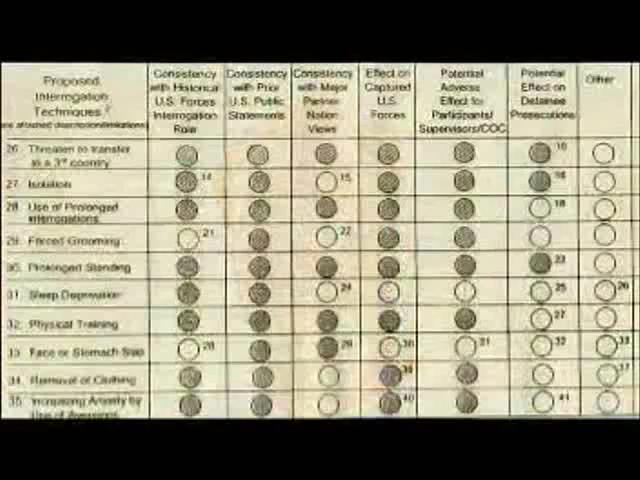 Proposed
Interrogation
Techniques 2
Consistency
with Historical
U.S. Forces
Interrogation
Role
Consistency
with Prior
U.S. Public
Statements
Consistency
with Major
Partner
Nation
Views
Effect on
Captured
U.S.
Forces
Potential
Adverse
Effect for
Participants/
Supervisors/COC
Potential
Effect on
Detainee
Prosecutions
Other
26. Threaten to transfer
to a 3rd country
16
27. Isolation
14
15
16
28. Use of Prolonged
Interrogations
18
29. Forced Grooming
21
22
30. Prolonged Standing
23
31. Sleep Deprivation
24
25
26
32. Physical Training
27
33. Face or Stomach Slap
28
29
30
31
32
33
34. Removal of Clothing
37
35. Increasing Anxiety by
Use of Aversions
40
41